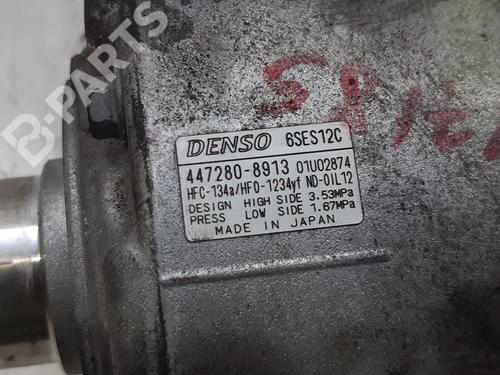 DENSO 6SES12C
447280-8913 01U02874
HFC-134a/HFO-1234yf ND-OIL12
DESIGN HIGH SIDE 3.53MPa
PRESS LOW SIDE 1.67MPa
MADE IN JAPAN
B-PARTS